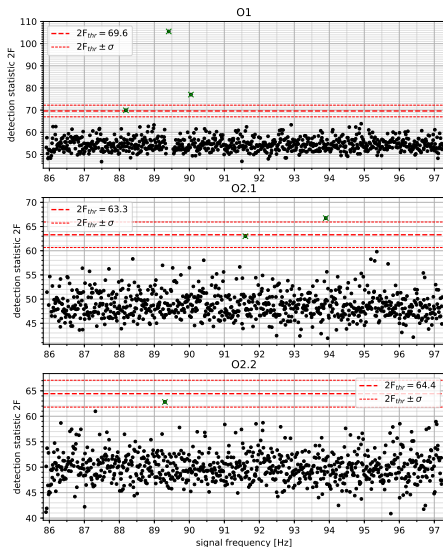 O1
detection statistic 2F
110
100
90
80
70
60
50
2F_thr = 69.6
2F_thr ± σ
86 87 88 89 90 91 92 93 94 95 96 97
O2.1
detection statistic 2F
70
65
60
55
50
45
2F_thr = 63.3
2F_thr ± σ
86 87 88 89 90 91 92 93 94 95 96 97
O2.2
detection statistic 2F
65
60
55
50
45
40
2F_thr = 64.4
2F_thr ± σ
86 87 88 89 90 91 92 93 94 95 96 97
signal frequency [Hz]